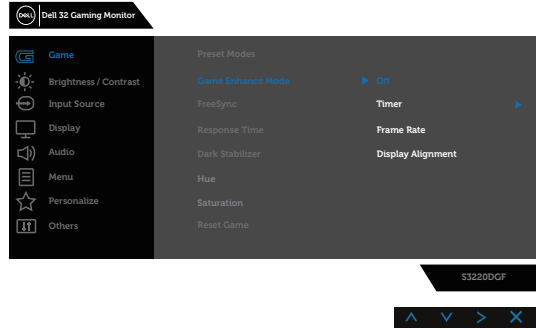 DELL
Dell 32 Gaming Monitor
Game
Brightness / Contrast
Input Source
Display
Audio
Menu
Personalize
Others
Preset Modes
Game Enhance Mode
FreeSync
Response Time
Dark Stabilizer
Hue
Saturation
Reset Game
Off
Timer
Frame Rate
Display Alignment
S3220DGF